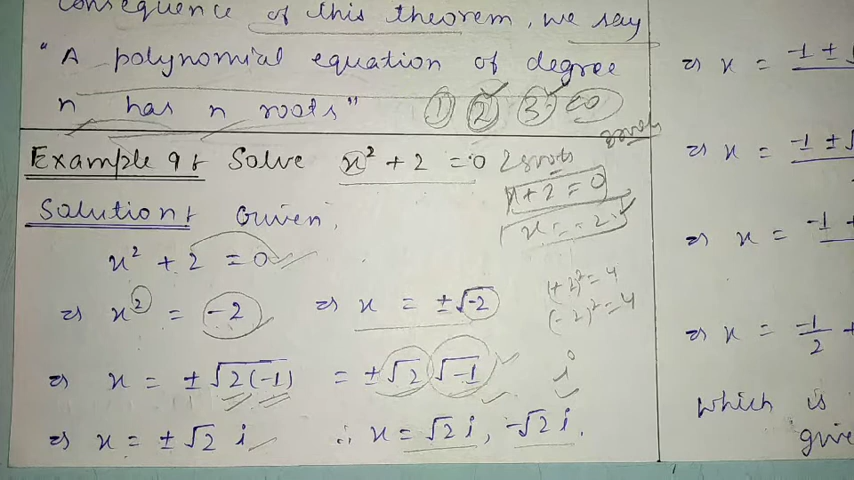 consequence of this theorem, we say
"A polynomial equation of degree
n has n roots" ① ② ③
Example 9: Solve x² + 2 = 0 2 roots
x + 2 = 0
x = -2
Solution: Given,
x² + 2 = 0
⇒ x² = -2 ⇒ x = ±√-2
(+2)² = 4
(-2)² = 4
⇒ x = ±√2(-1) = ±√2 √-1
i
⇒ x = ±√2 i ∴ x = √2 i, -√2 i.
⇒ x = -1 ±
⇒ x = -1 ±
⇒ x = -1
⇒ x = -1/2 +
which is
give